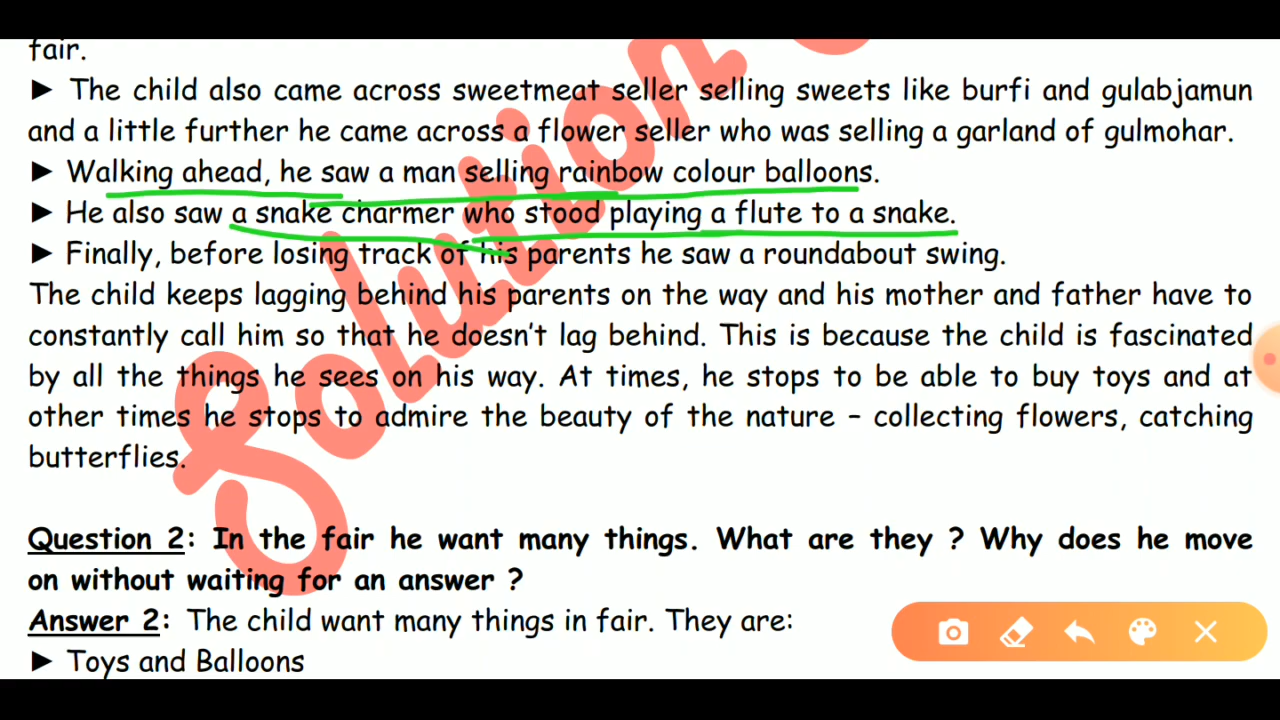 fair.
► The child also came across sweetmeat seller selling sweets like burfi and gulabjamun
and a little further he came across a flower seller who was selling a garland of gulmohar.
► Walking ahead, he saw a man selling rainbow colour balloons.
► He also saw a snake charmer who stood playing a flute to a snake.
► Finally, before losing track of his parents he saw a roundabout swing.
The child keeps lagging behind his parents on the way and his mother and father have to
constantly call him so that he doesn't lag behind. This is because the child is fascinated
by all the things he sees on his way. At times, he stops to be able to buy toys and at
other times he stops to admire the beauty of the nature – collecting flowers, catching
butterflies.
Question 2: In the fair he want many things. What are they ? Why does he move
on without waiting for an answer ?
Answer 2: The child want many things in fair. They are:
► Toys and Balloons
Solution